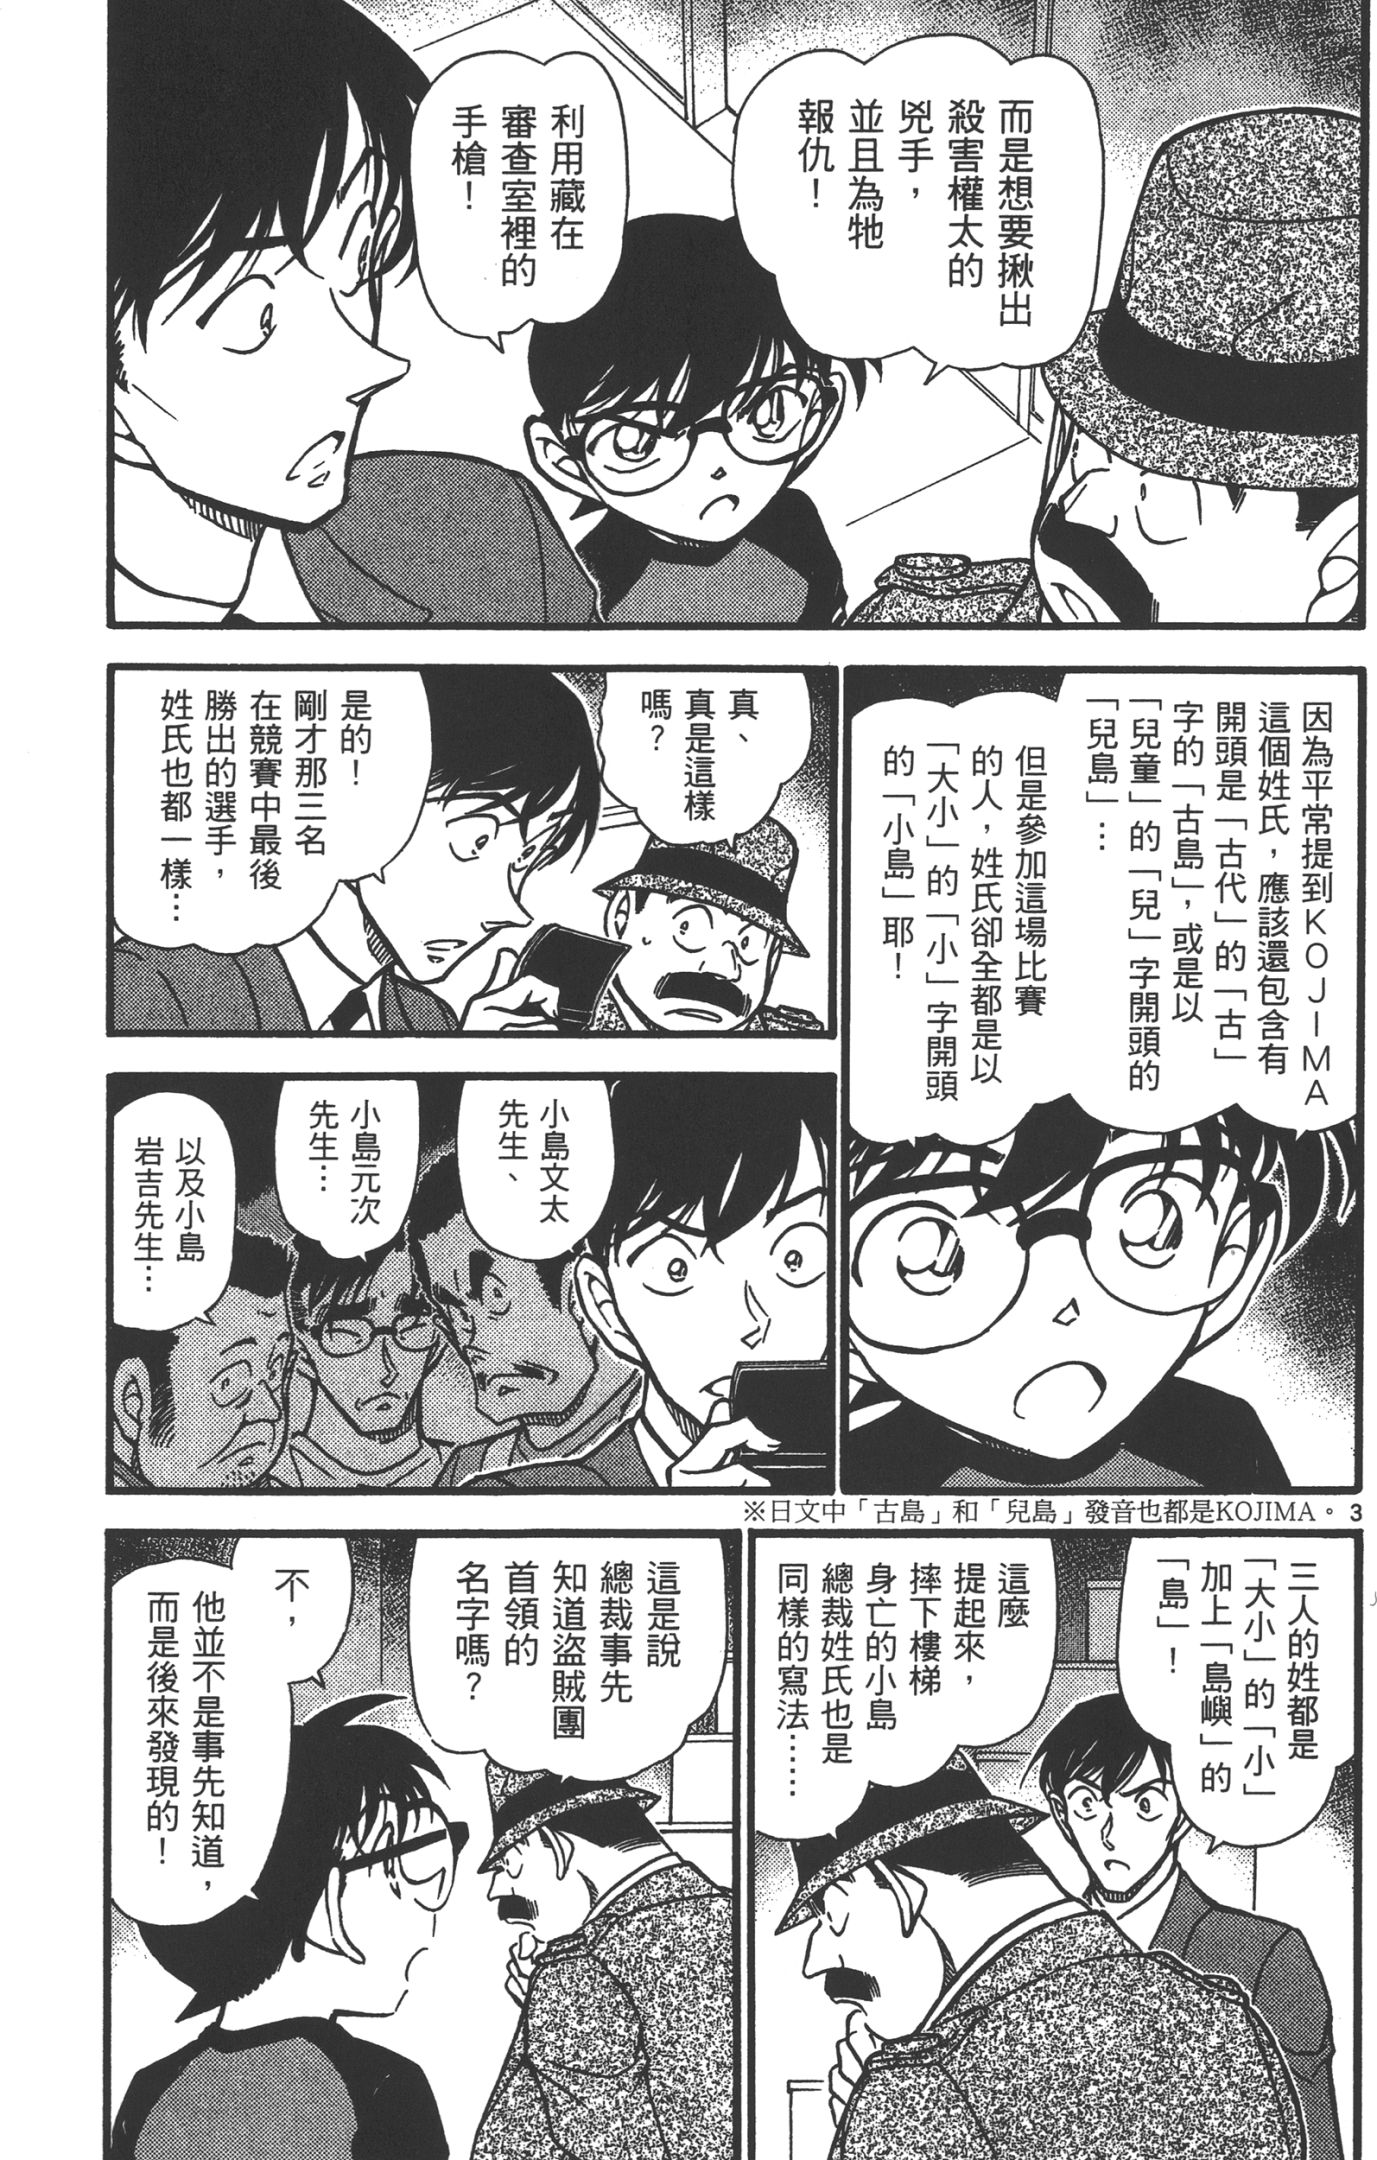 而是想要揪出
殺害權太的
兇手，
並且為牠
報仇！
利用藏在
審查室裡的
手槍！
因為平常提到KOJIMA
這個姓氏，應該還包含有
開頭是「古代」的「古」
字的「古島」，或是以
「兒童」的「兒」字開頭的
「兒島」…
但是參加這場比賽
的人，姓氏卻全都是以
「大小」的「小」字開頭
的「小島」耶！
真、
真是這樣
嗎？
是的！
剛才那三名
在競賽中最後
勝出的選手，
姓氏也都一樣…
小島文太
先生、
小島元次
先生…
以及小島
岩吉先生…
※日文中「古島」和「兒島」發音也都是KOJIMA。 3
三人的姓都是
「大小」的「小」
加上「島嶼」的
「島」！
這麼
提起來，
摔下樓梯
身亡的小島
總裁姓氏也是
同樣的寫法……
這是說
總裁事先
知道盜賊團
首領的
名字嗎？
不，
他並不是事先知道，
而是後來發現的！